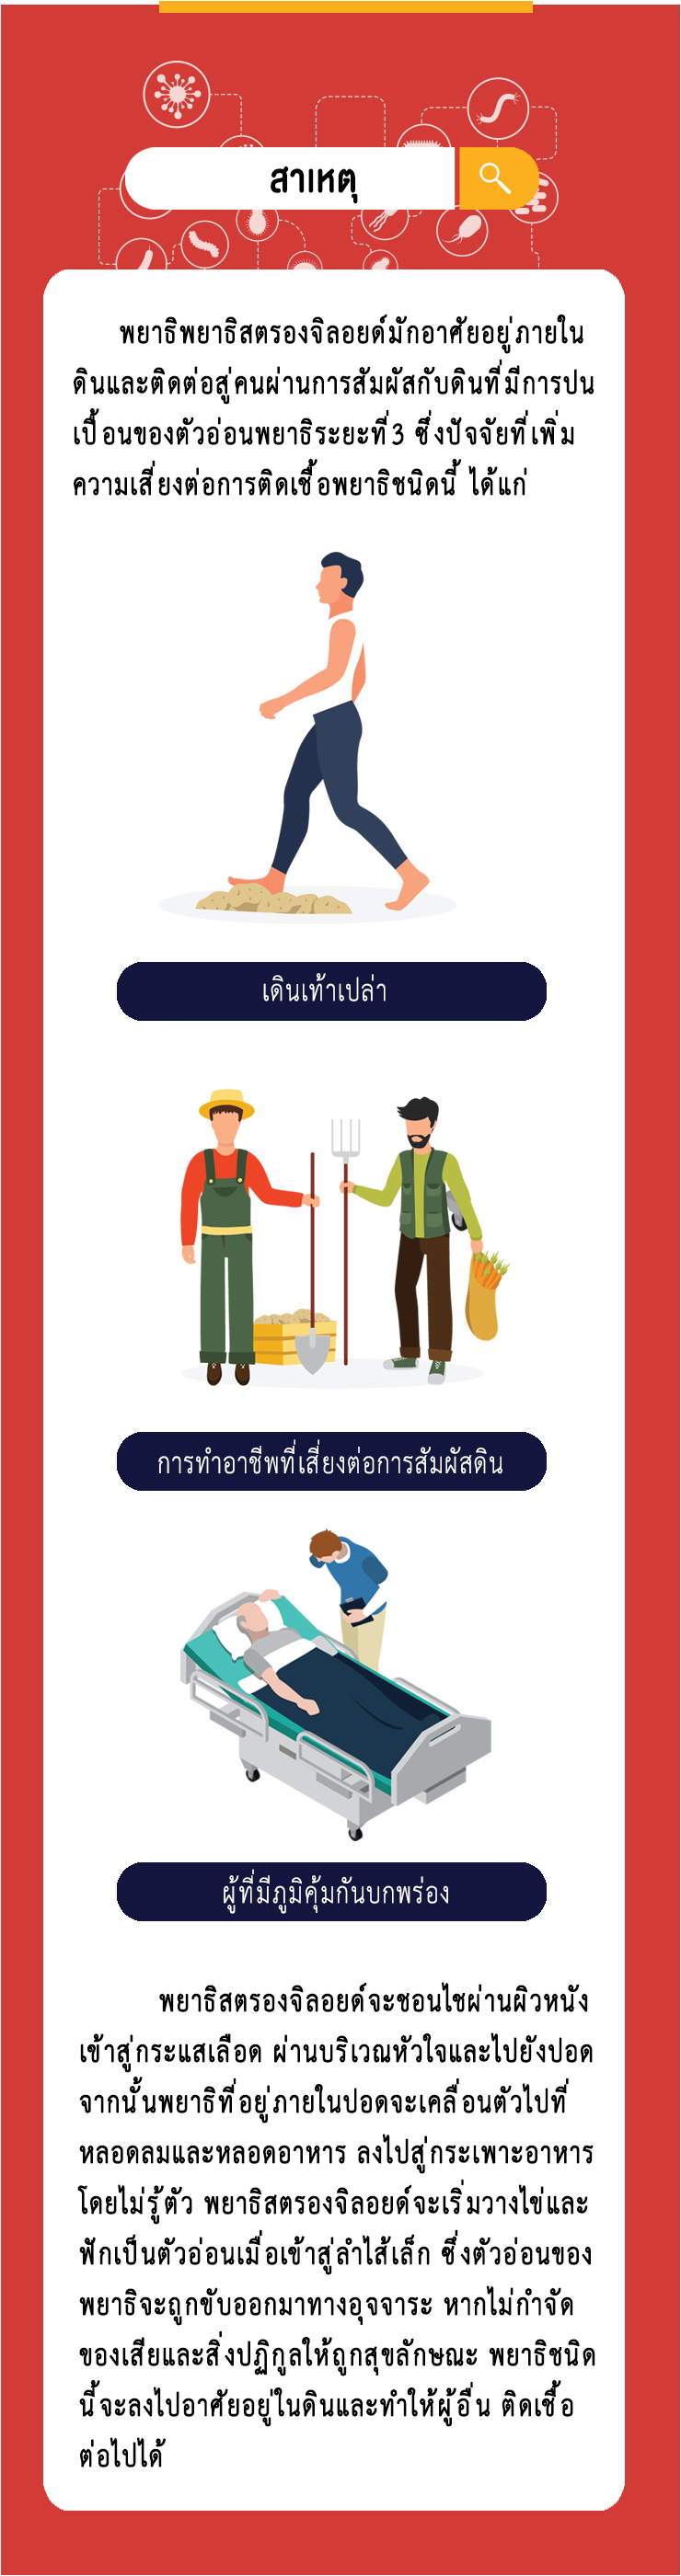 สาเหตุ
พยาธิพยาธิสตรองจิลอยด์มักอาศัยอยู่ภายใน
ดินและติดต่อสู่คนผ่านการสัมผัสกับดินที่มีการปน
เปื้อนของตัวอ่อนพยาธิระยะที่3 ซึ่งปัจจัยที่เพิ่ม
ความเสี่ยงต่อการติดเชื้อพยาธิชนิดนี้ ได้แก่
เดินเท้าเปล่า
การทำอาชีพที่เสี่ยงต่อการสัมผัสดิน
ผู้ที่มีภูมิคุ้มกันบกพร่อง
พยาธิสตรองจิลอยด์จะชอนไชผ่านผิวหนัง
เข้าสู่กระแสเลือด ผ่านบริเวณหัวใจและไปยังปอด
จากนั้นพยาธิที่อยู่ภายในปอดจะเคลื่อนตัวไปที่
หลอดลมและหลอดอาหาร ลงไปสู่กระเพาะอาหาร
โดยไม่รู้ตัว พยาธิสตรองจิลอยด์จะเริ่มวางไข่และ
ฟักเป็นตัวอ่อนเมื่อเข้าสู่ลำไส้เล็ก ซึ่งตัวอ่อนของ
พยาธิจะถูกขับออกมาทางอุจจาระ หากไม่กำจัด
ของเสียและสิ่งปฏิกูลให้ถูกสุขลักษณะ พยาธิชนิด
นี้จะลงไปอาศัยอยู่ในดินและทำให้ผู้อื่น ติดเชื้อ
ต่อไปได้